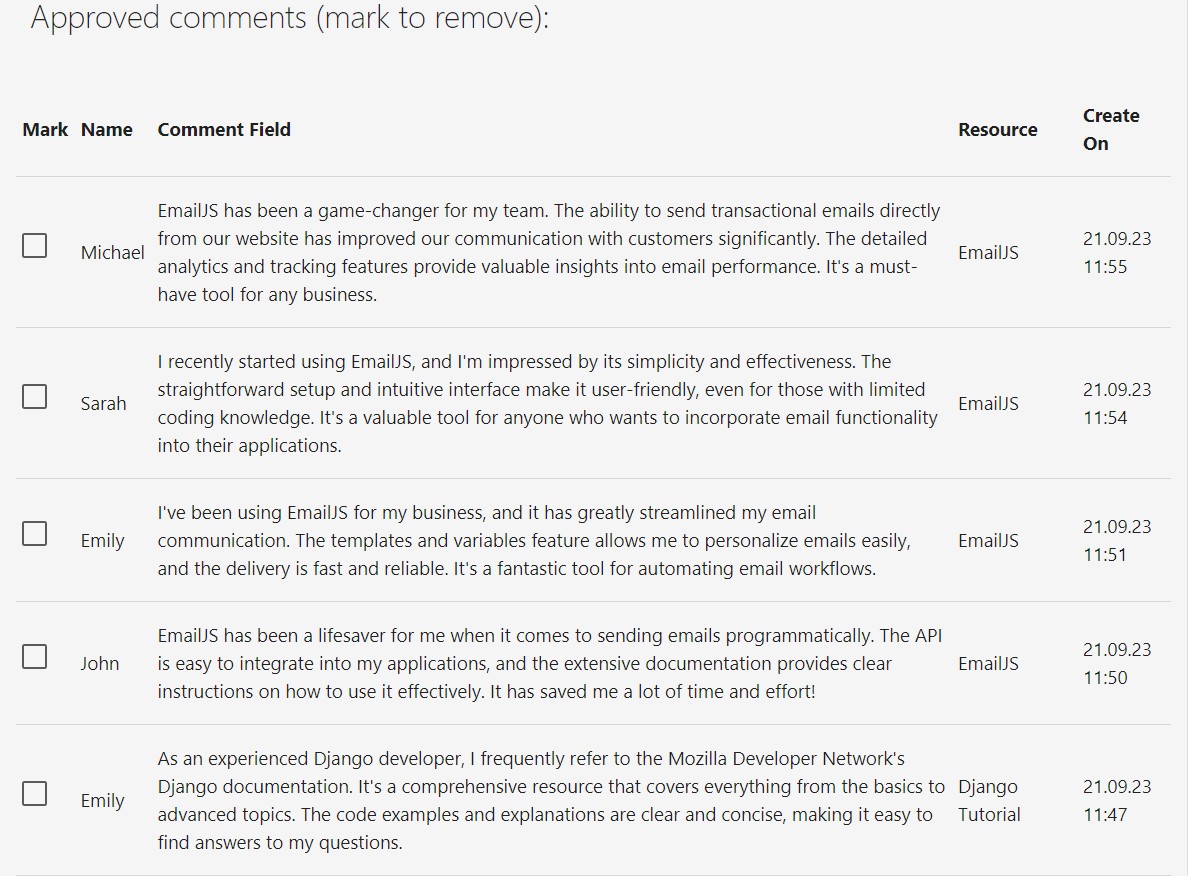 Approved comments (mark to remove):
Mark Name Comment Field Resource Create On
Michael
EmailJS has been a game-changer for my team. The ability to send transactional emails directly
from our website has improved our communication with customers significantly. The detailed
analytics and tracking features provide valuable insights into email performance. It's a must-
have tool for any business.
EmailJS
21.09.23
11:55
Sarah
I recently started using EmailJS, and I'm impressed by its simplicity and effectiveness. The
straightforward setup and intuitive interface make it user-friendly, even for those with limited
coding knowledge. It's a valuable tool for anyone who wants to incorporate email functionality
into their applications.
EmailJS
21.09.23
11:54
Emily
I've been using EmailJS for my business, and it has greatly streamlined my email
communication. The templates and variables feature allows me to personalize emails easily,
and the delivery is fast and reliable. It's a fantastic tool for automating email workflows.
EmailJS
21.09.23
11:51
John
EmailJS has been a lifesaver for me when it comes to sending emails programmatically. The API
is easy to integrate into my applications, and the extensive documentation provides clear
instructions on how to use it effectively. It has saved me a lot of time and effort!
EmailJS
21.09.23
11:50
Emily
As an experienced Django developer, I frequently refer to the Mozilla Developer Network's
Django documentation. It's a comprehensive resource that covers everything from the basics to
advanced topics. The code examples and explanations are clear and concise, making it easy to
find answers to my questions.
Django
Tutorial
21.09.23
11:47